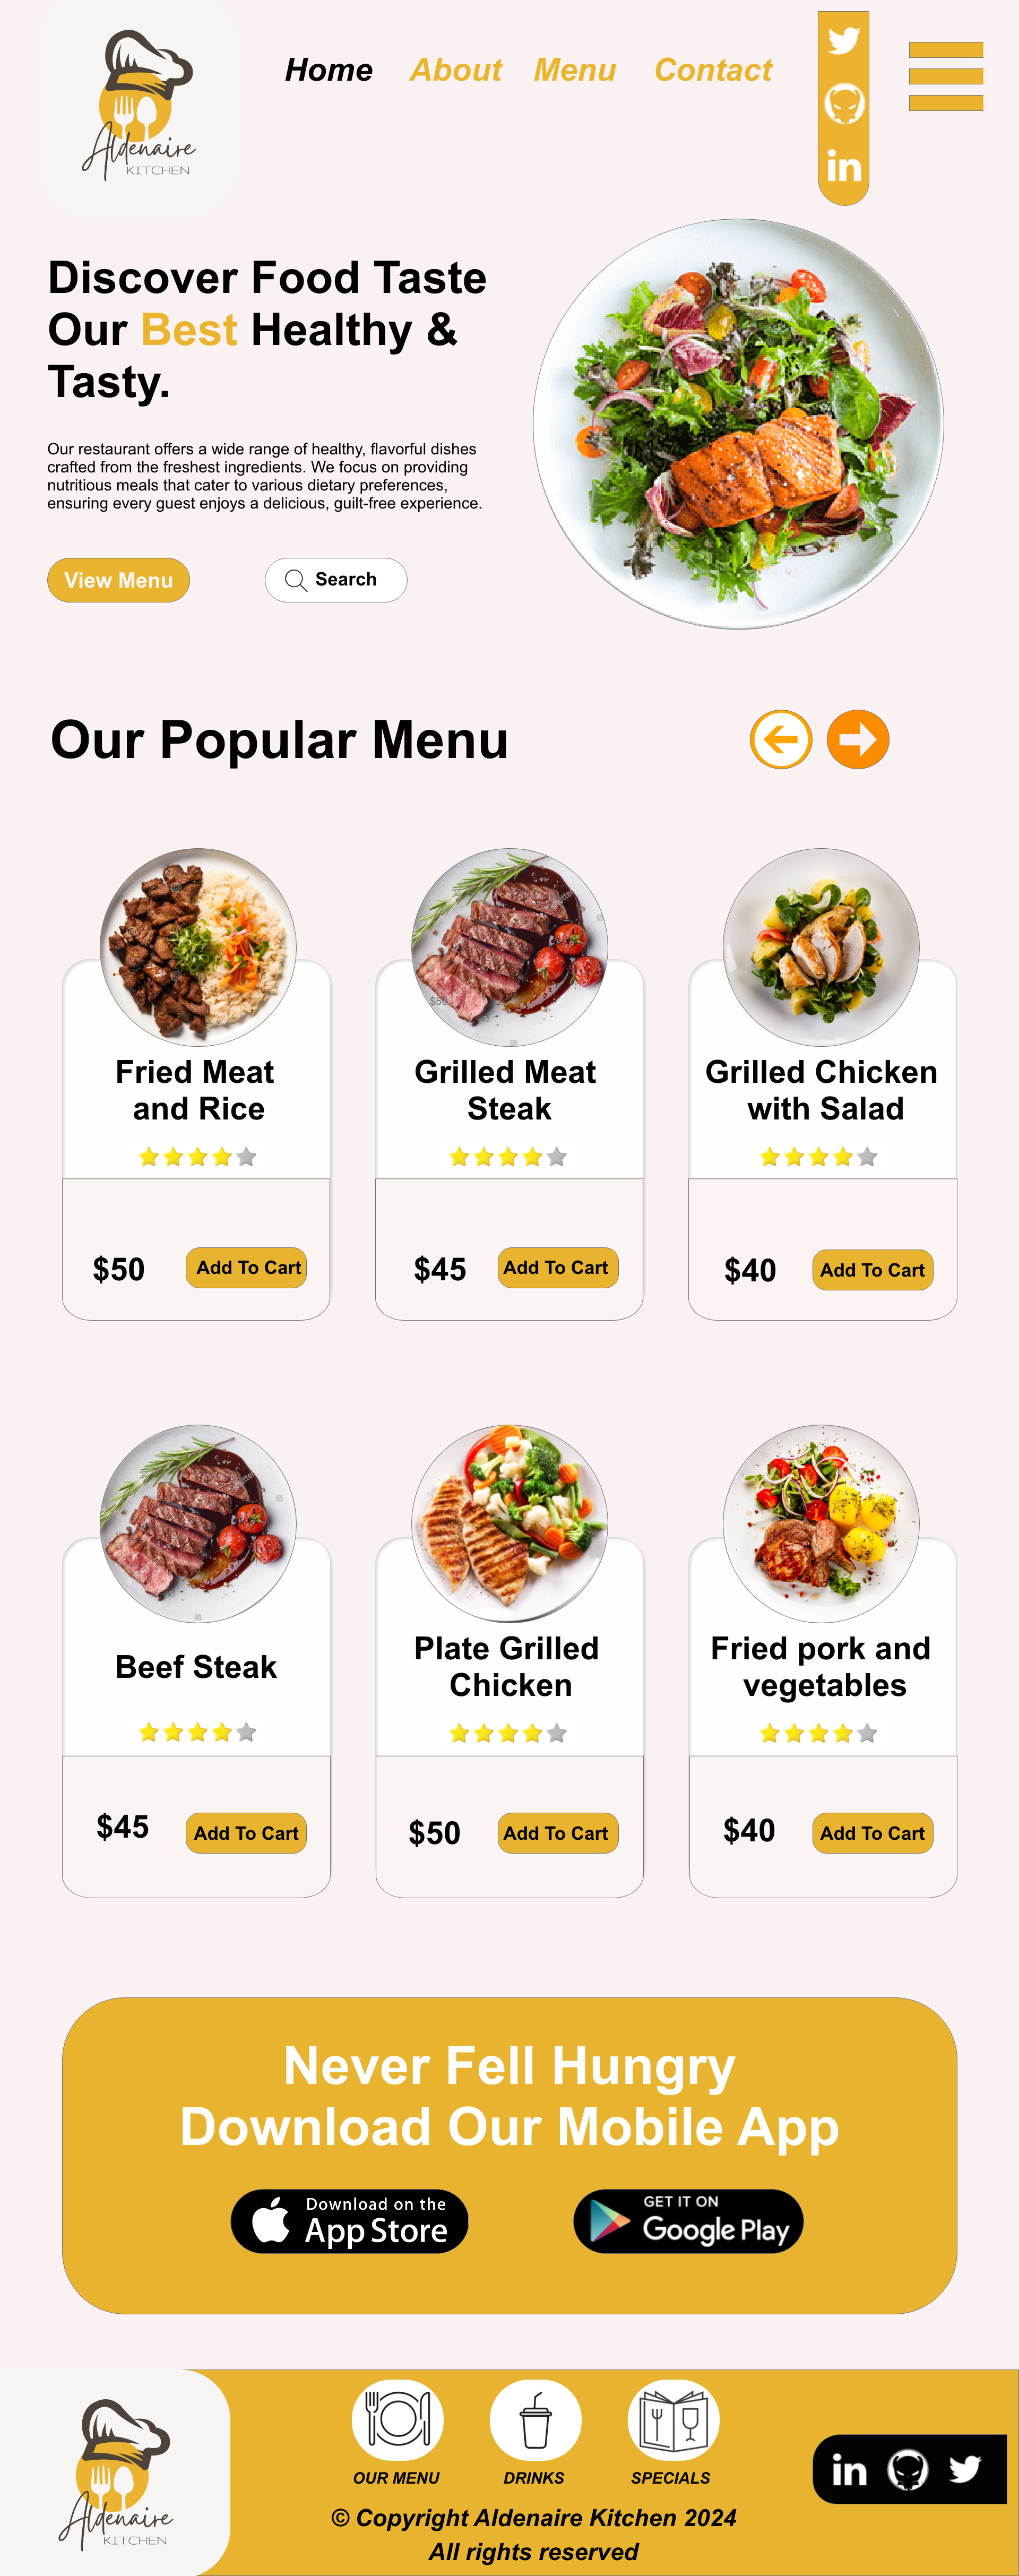 Aldenaire
KITCHEN
Home About Menu Contact
in
Discover Food Taste
Our Best Healthy &
Tasty.
Our restaurant offers a wide range of healthy, flavorful dishes
crafted from the freshest ingredients. We focus on providing
nutritious meals that cater to various dietary preferences,
ensuring every guest enjoys a delicious, guilt-free experience.
View Menu
Search
Our Popular Menu
$50
Fried Meat
and Rice
Grilled Meat
Steak
Grilled Chicken
with Salad
$50
Add To Cart
$45
Add To Cart
$40
Add To Cart
Beef Steak
Plate Grilled
Chicken
Fried pork and
vegetables
$45
Add To Cart
$50
Add To Cart
$40
Add To Cart
Never Fell Hungry
Download Our Mobile App
Download on the
App Store
GET IT ON
Google Play
Aldenaire
KITCHEN
OUR MENU
DRINKS
SPECIALS
in
© Copyright Aldenaire Kitchen 2024
All rights reserved